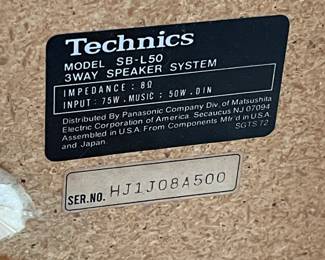 Technics
MODEL SB-L50
3WAY SPEAKER SYSTEM
IMPEDANCE: 8Ω
INPUT: 75W.MUSIC: 50W.DIN
Distributed By Panasonic Company Div. of Matsushita
Electric Corporation of America. Secaucus NJ 07094
Assembled in U.S.A. From Components Mfr'd in U.S.A.
and Japan.
SGTS 72
SER.NO. HJ1J08A500